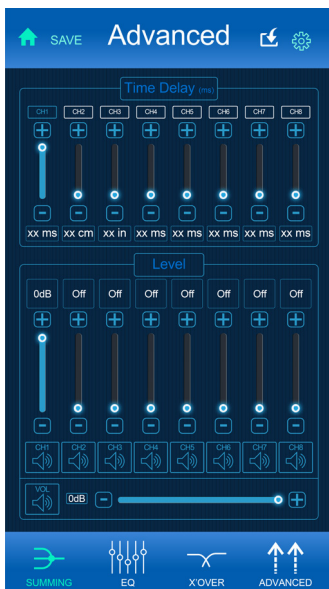 SAVE Advanced
Time Delay (ms)
CH1 CH2 CH3 CH4 CH5 CH6 CH7 CH8
xx ms xx cm xx in xx ms xx ms xx ms xx ms xx ms
Level
0dB Off Off Off Off Off Off Off
CH1 CH2 CH3 CH4 CH5 CH6 CH7 CH8
VOL
0dB
SUMMING EQ X'OVER ADVANCED